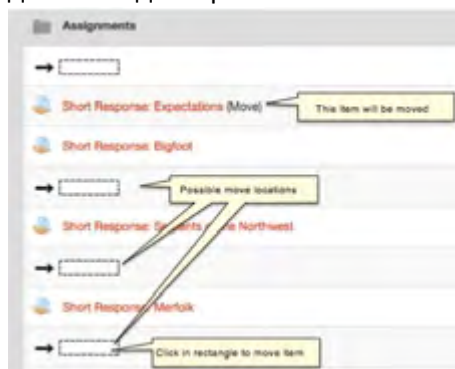 Assignments
Short Response: Expectations (Move)
This item will be moved
Short Response: Bigfoot
Possible move locations
Short Response: Northwest
Short Response: Merfolk
Click in rectangle to move item